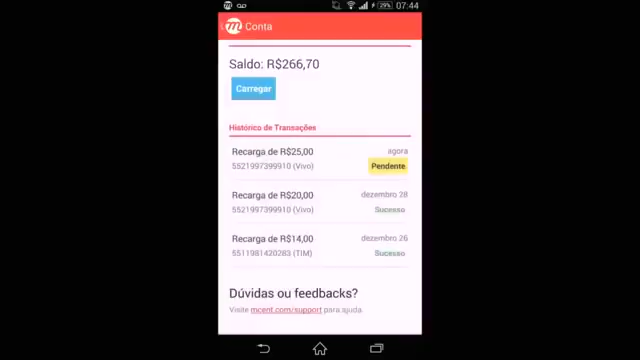 29% 07:44
m Conta
Saldo: R$266,70
Carregar
Histórico de Transações
Recarga de R$25,00 agora
5521997399910 (Vivo) Pendente
Recarga de R$20,00 dezembro 28
5521997399910 (Vivo) Sucesso
Recarga de R$14,00 dezembro 26
5511981420283 (TIM) Sucesso
Dúvidas ou feedbacks?
Visite mcent.com/support para ajuda